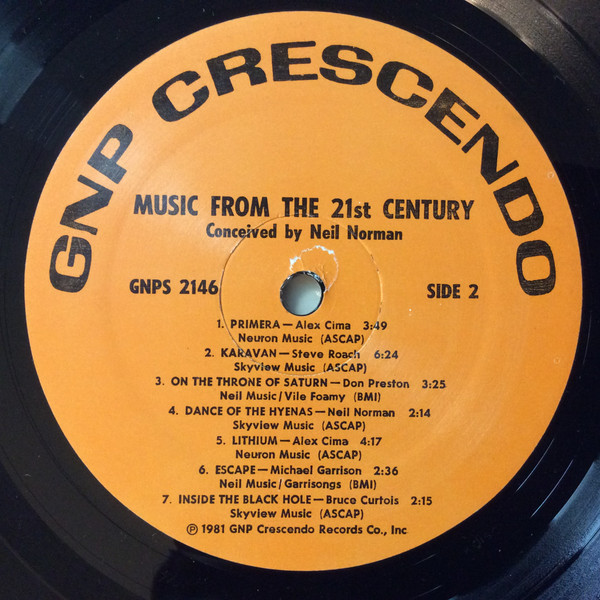 GNP CRESCENDO
MUSIC FROM THE 21st CENTURY
Conceived by Neil Norman
GNPS 2146
SIDE 2
1. PRIMERA—Alex Cima 3:49
Neuron Music (ASCAP)
2. KARAVAN—Steve Roach 6:24
Skyview Music (ASCAP)
3. ON THE THRONE OF SATURN—Don Preston 3:25
Neil Music/Vile Foamy (BMI)
4. DANCE OF THE HYENAS—Neil Norman 2:14
Skyview Music (ASCAP)
5. LITHIUM—Alex Cima 4:17
Neuron Music (ASCAP)
6. ESCAPE—Michael Garrison 2:36
Neil Music/Garrisongs (BMI)
7. INSIDE THE BLACK HOLE—Bruce Curtois 2:15
Skyview Music (ASCAP)
℗ 1981 GNP Crescendo Records Co., Inc